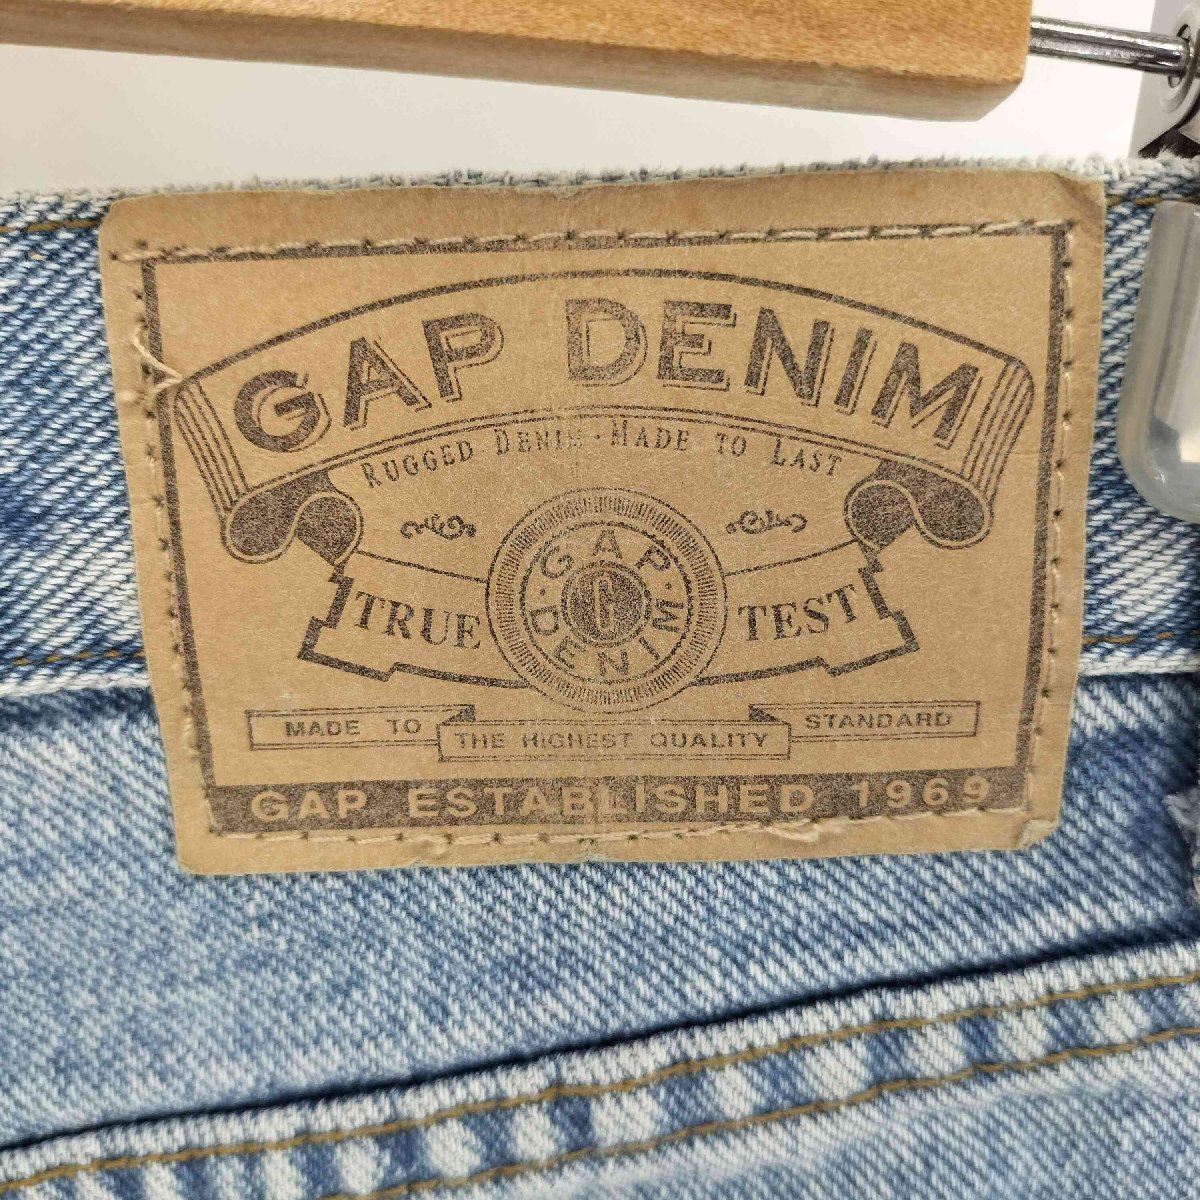 GAP DENIM
RUGGED DENIM · MADE TO LAST
TRUE TEST
GAP · DENIM ·
G
MADE TO THE HIGHEST QUALITY STANDARD
GAP ESTABLISHED 1969